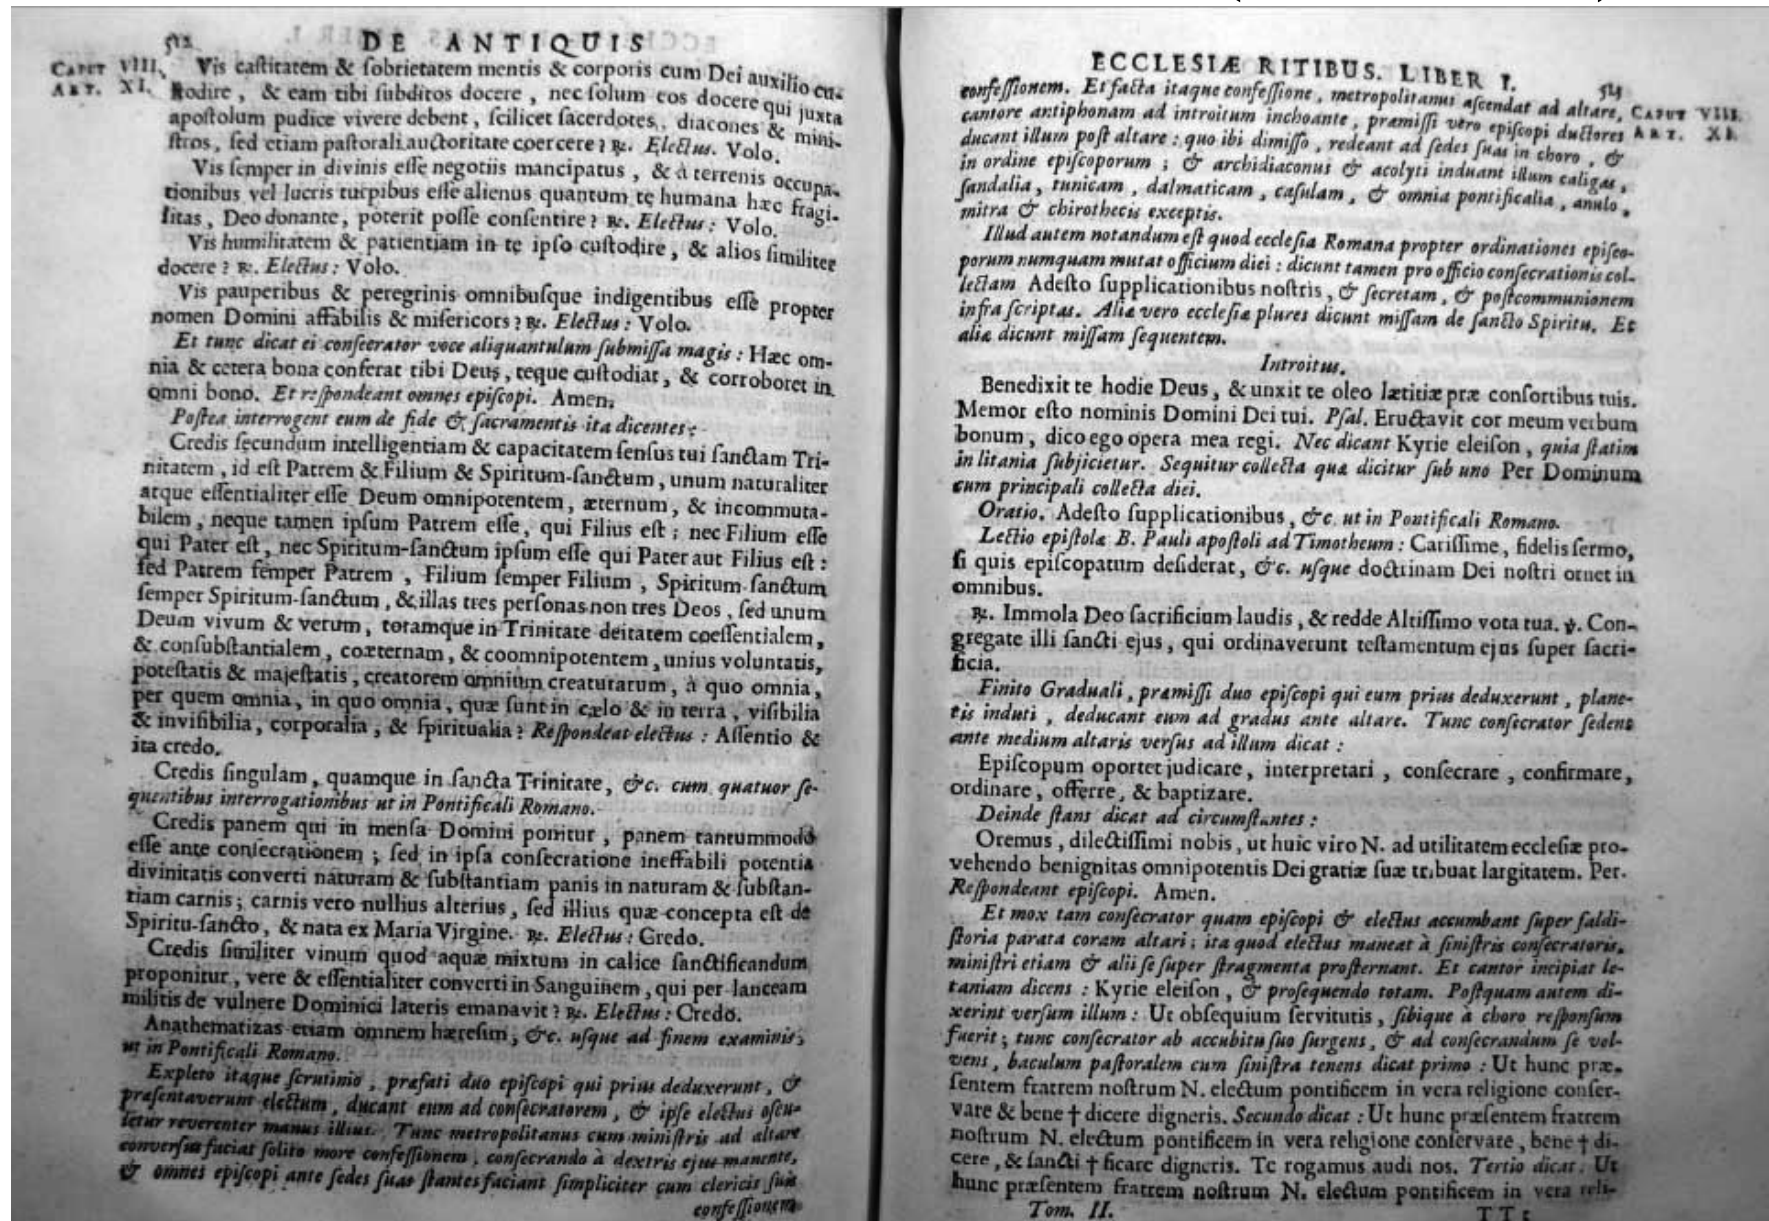 512
DE ANTIQUIS
CAPUT VIII.
ART. XI.
Vis castitatem & sobrietatem mentis & corporis cum Dei auxilio cu-
stodire, & eam tibi subditos docere, nec solum eos docere qui juxta
apostolum pudice vivere debent, scilicet sacerdotes, diacones & mini-
stros, sed etiam pastorali auctoritate coercere? ℟. Electus. Volo.
Vis semper in divinis esse negotiis mancipatus, & à terrenis occupa-
tionibus vel lucris turpibus esse alienus quantum te humana hæc fragi-
litas, Deo donante, poterit posse consentire? ℟. Electus: Volo.
Vis humilitatem & patientiam in te ipso custodire, & alios similiter
docere? ℟. Electus: Volo.
Vis pauperibus & peregrinis omnibusque indigentibus esse propter
nomen Domini affabilis & misericors? ℟. Electus: Volo.
Et tunc dicat ei consecrator voce aliquantulum submissa magis: Hæc om-
nia & cetera bona conferat tibi Deus, teque custodiat, & corroboret in
omni bono. Et respondeant omnes episcopi. Amen.
Postea interrogent eum de fide & sacramentis ita dicentes:
Credis secundum intelligentiam & capacitatem sensus tui sanctam Tri-
nitatem, id est Patrem & Filium & Spiritum-sanctum, unum naturaliter
atque essentialiter esse Deum omnipotentem, æternum, & incommuta-
bilem, neque tamen ipsum Patrem esse, qui Filius est; nec Filium esse
qui Pater est, nec Spiritum-sanctum ipsum esse qui Pater aut Filius est:
sed Patrem semper Patrem, Filium semper Filium, Spiritum-sanctum
semper Spiritum-sanctum, & illas tres personas non tres Deos, sed unum
Deum vivum & verum, totamque in Trinitate deitatem coessentialem,
& consubstantialem, coæternam, & coomnipotentem, unius voluntatis,
potestatis & majestatis, creatorem omnium creaturarum, à quo omnia,
per quem omnia, in quo omnia, quæ sunt in cælo & in terra, visibilia
& invisibilia, corporalia, & spiritualia? Respondeat electus: Assentio &
ita credo.
Credis singulam, quamque in sancta Trinitate, &c. cum quatuor se-
quentibus interrogationibus ut in Pontificali Romano.
Credis panem qui in mensa Domini ponitur, panem tantummodo
esse ante consecrationem; sed in ipsa consecratione ineffabili potentia
divinitatis converti naturam & substantiam panis in naturam & substan-
tiam carnis; carnis vero nullius alterius, sed illius quæ concepta est de
Spiritu-sancto, & nata ex Maria Virgine. ℟. Electus: Credo.
Credis similiter vinum quod aquæ mixtum in calice sanctificandum
proponitur, vere & essentialiter converti in Sanguinem, qui per lanceam
militis de vulnere Dominici lateris emanavit? ℟. Electus: Credo.
Anathematizas etiam omnem hæresim, &c. usque ad finem examinis,
ut in Pontificali Romano.
Expleto itaque scrutinio, præfati duo episcopi qui prius deduxerunt, &
præsentaverunt electum, ducant eum ad consecratorem, & ipse electus oscu-
letur reverenter manus illius. Tunc metropolitanus cum ministris ad altare
conversus faciat solito more confessionem, consecrando à dextris ejus manente,
& omnes episcopi ante sedes suas stantes faciant simpliciter cum clericis suis
confessionem
ECCLESIÆ RITIBUS. LIBER I.
513
CAPUT VIII.
ART. XI.
confessionem. Et facta itaque confessione, metropolitanus ascendat ad altare,
cantore antiphonam ad introitum inchoante, præmissi vero episcopi ductores
ducant illum post altare: quo ibi dimisso, redeant ad sedes suas in choro, &
in ordine episcoporum; & archidiaconus & acolyti induant illum caligas,
sandalia, tunicam, dalmaticam, casulam, & omnia pontificalia, anulo,
mitra & chirothecis exceptis.
Illud autem notandum est quod ecclesia Romana propter ordinationes episco-
porum numquam mutat officium diei: dicunt tamen pro officio consecrationis col-
lectam Adesto supplicationibus nostris, & secretam, & postcommunionem
infra scriptas. Aliæ vero ecclesiæ plures dicunt missam de sancto Spiritu. Et
aliæ dicunt missam sequentem.
Introitus.
Benedixit te hodie Deus, & unxit te oleo lætitiæ præ consortibus tuis.
Memor esto nominis Domini Dei tui. Psal. Eructavit cor meum verbum
bonum, dico ego opera mea regi. Nec dicant Kyrie eleison, quia statim
in litania subjicietur. Sequitur collecta quæ dicitur sub uno Per Dominum
cum principali collecta diei.
Oratio. Adesto supplicationibus, &c. ut in Pontificali Romano.
Lectio epistolæ B. Pauli apostoli ad Timotheum: Carissime, fidelis sermo,
si quis episcopatum desiderat, &c. usque doctrinam Dei nostri ornet in
omnibus.
℟. Immola Deo sacrificium laudis, & redde Altissimo vota tua. ℣. Con-
gregate illi sancti ejus, qui ordinaverunt testamentum ejus super sacri-
ficia.
Finito Graduali, præmissi duo episcopi qui eum prius deduxerunt, plane-
tis induti, deducant eum ad gradus ante altare. Tunc consecrator sedens
ante medium altaris versus ad illum dicat:
Episcopum oportet judicare, interpretari, consecrare, confirmare,
ordinare, offerre, & baptizare.
Deinde stans dicat ad circumstantes:
Oremus, dilectissimi nobis, ut huic viro N. ad utilitatem ecclesiæ pro-
vehendo benignitas omnipotentis Dei gratiæ suæ tribuat largitatem. Per.
Respondeant episcopi. Amen.
Et mox tam consecrator quam episcopi & electus accumbant super faldi-
storia parata coram altari; ita quod electus maneat à sinistris consecratoris.
ministri etiam & alii se super stragmenta prosternant. Et cantor incipiat le-
taniam dicens: Kyrie eleison, & prosequendo totam. Postquam autem di-
xerint versum illum: Ut obsequium servitutis, sibique à choro responsum
fuerit; tunc consecrator ab accubitu suo surgens, & ad consecrandum se vol-
vens, baculum pastoralem cum sinistra tenens dicat primo: Ut hunc præ-
sentem fratrem nostrum N. electum pontificem in vera religione conser-
vare & bene † dicere digneris. Secundo dicat: Ut hunc præsentem fratrem
nostrum N. electum pontificem in vera religione conservare, bene † di-
cere, & sancti † ficare digneris. Te rogamus audi nos. Tertio dicat: Ut
hunc præsentem fratrem nostrum N. electum pontificem in vera reli-
Tom. II.
TTt